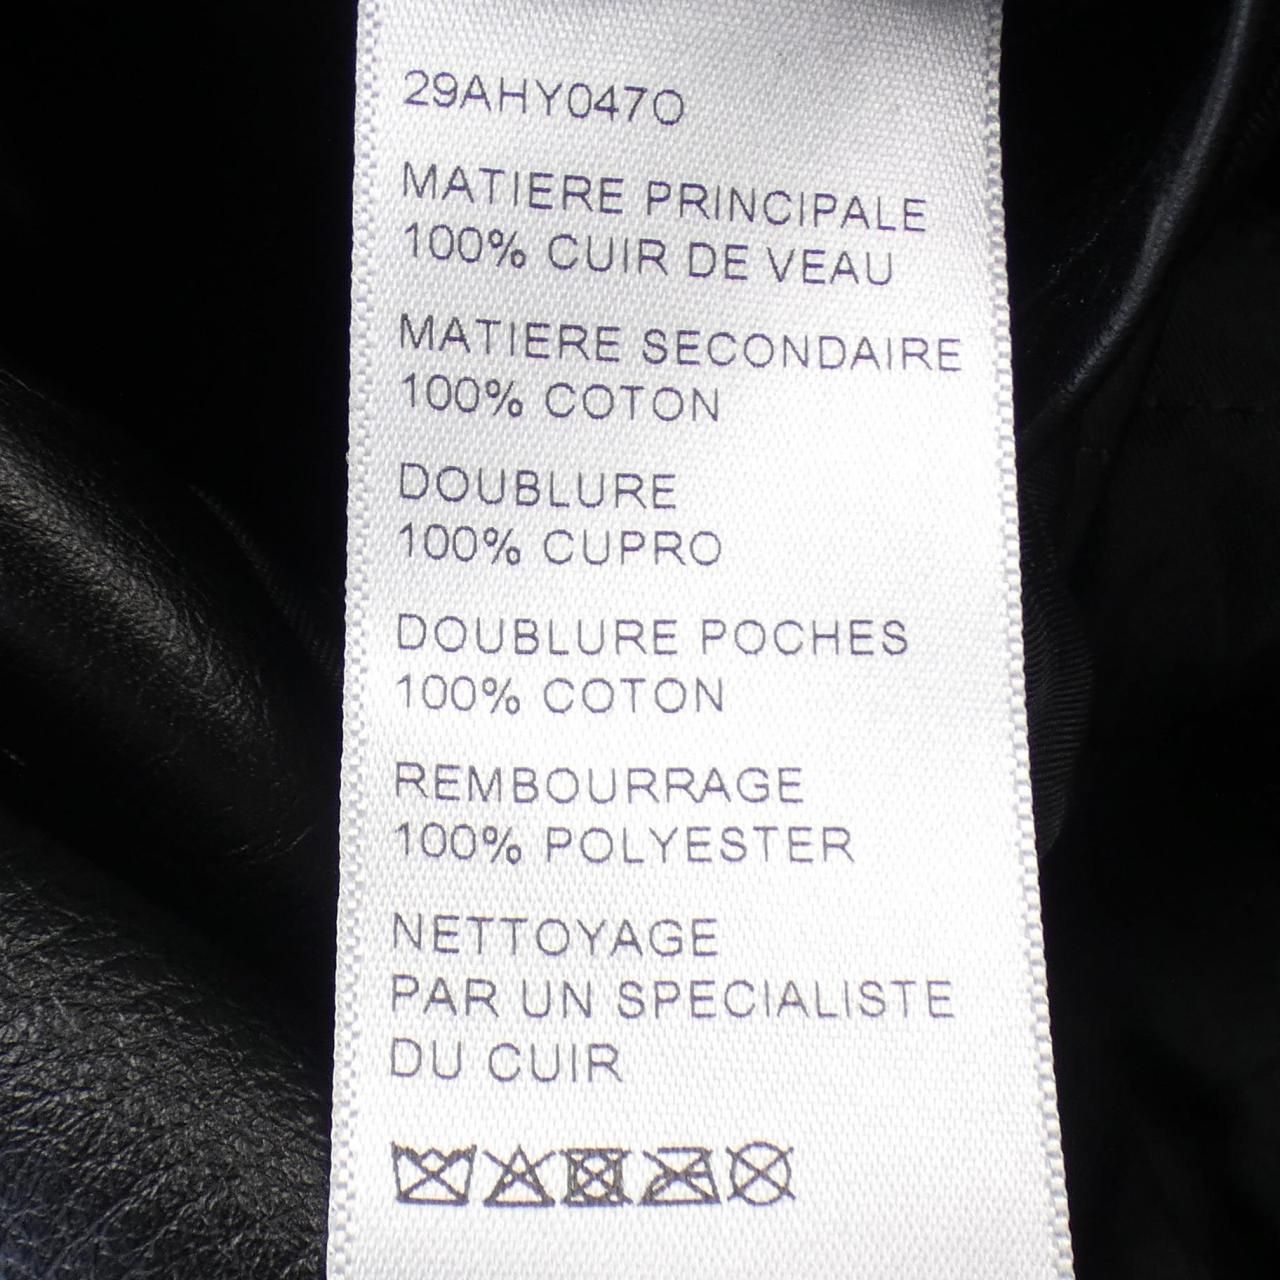 29AHY047O
MATIERE PRINCIPALE
100% CUIR DE VEAU
MATIERE SECONDAIRE
100% COTON
DOUBLURE
100% CUPRO
DOUBLURE POCHES
100% COTON
REMBOURRAGE
100% POLYESTER
NETTOYAGE
PAR UN SPECIALISTE
DU CUIR